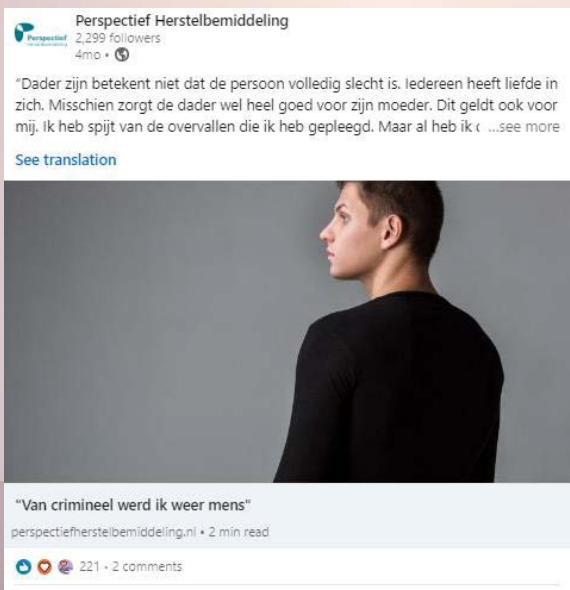 Perspectief Herstelbemiddeling
Perspectief
2,299 followers
4mo •
“Dader zijn betekent niet dat de persoon volledig slecht is. Iedereen heeft liefde in
zich. Misschien zorgt de dader wel heel goed voor zijn moeder. Dit geldt ook voor
mij. Ik heb spijt van de overvallen die ik heb gepleegd. Maar al heb ik ...see more
See translation
"Van crimineel werd ik weer mens"
perspectiefherstelbemiddeling.nl • 2 min read
221 • 2 comments